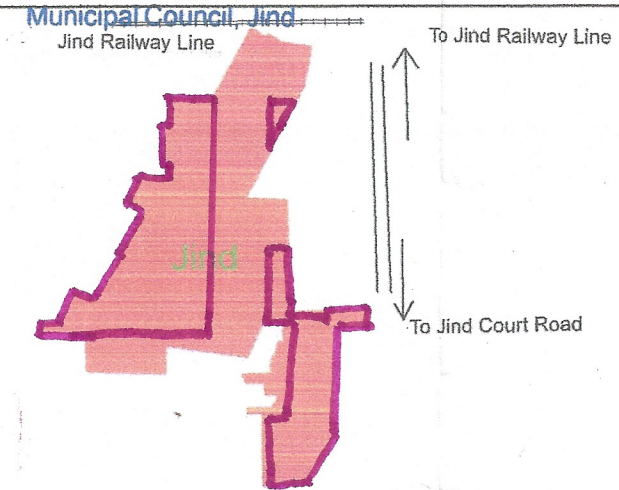 Municipal Council, Jind
Jind Railway Line
To Jind Railway Line
Jind
To Jind Court Road